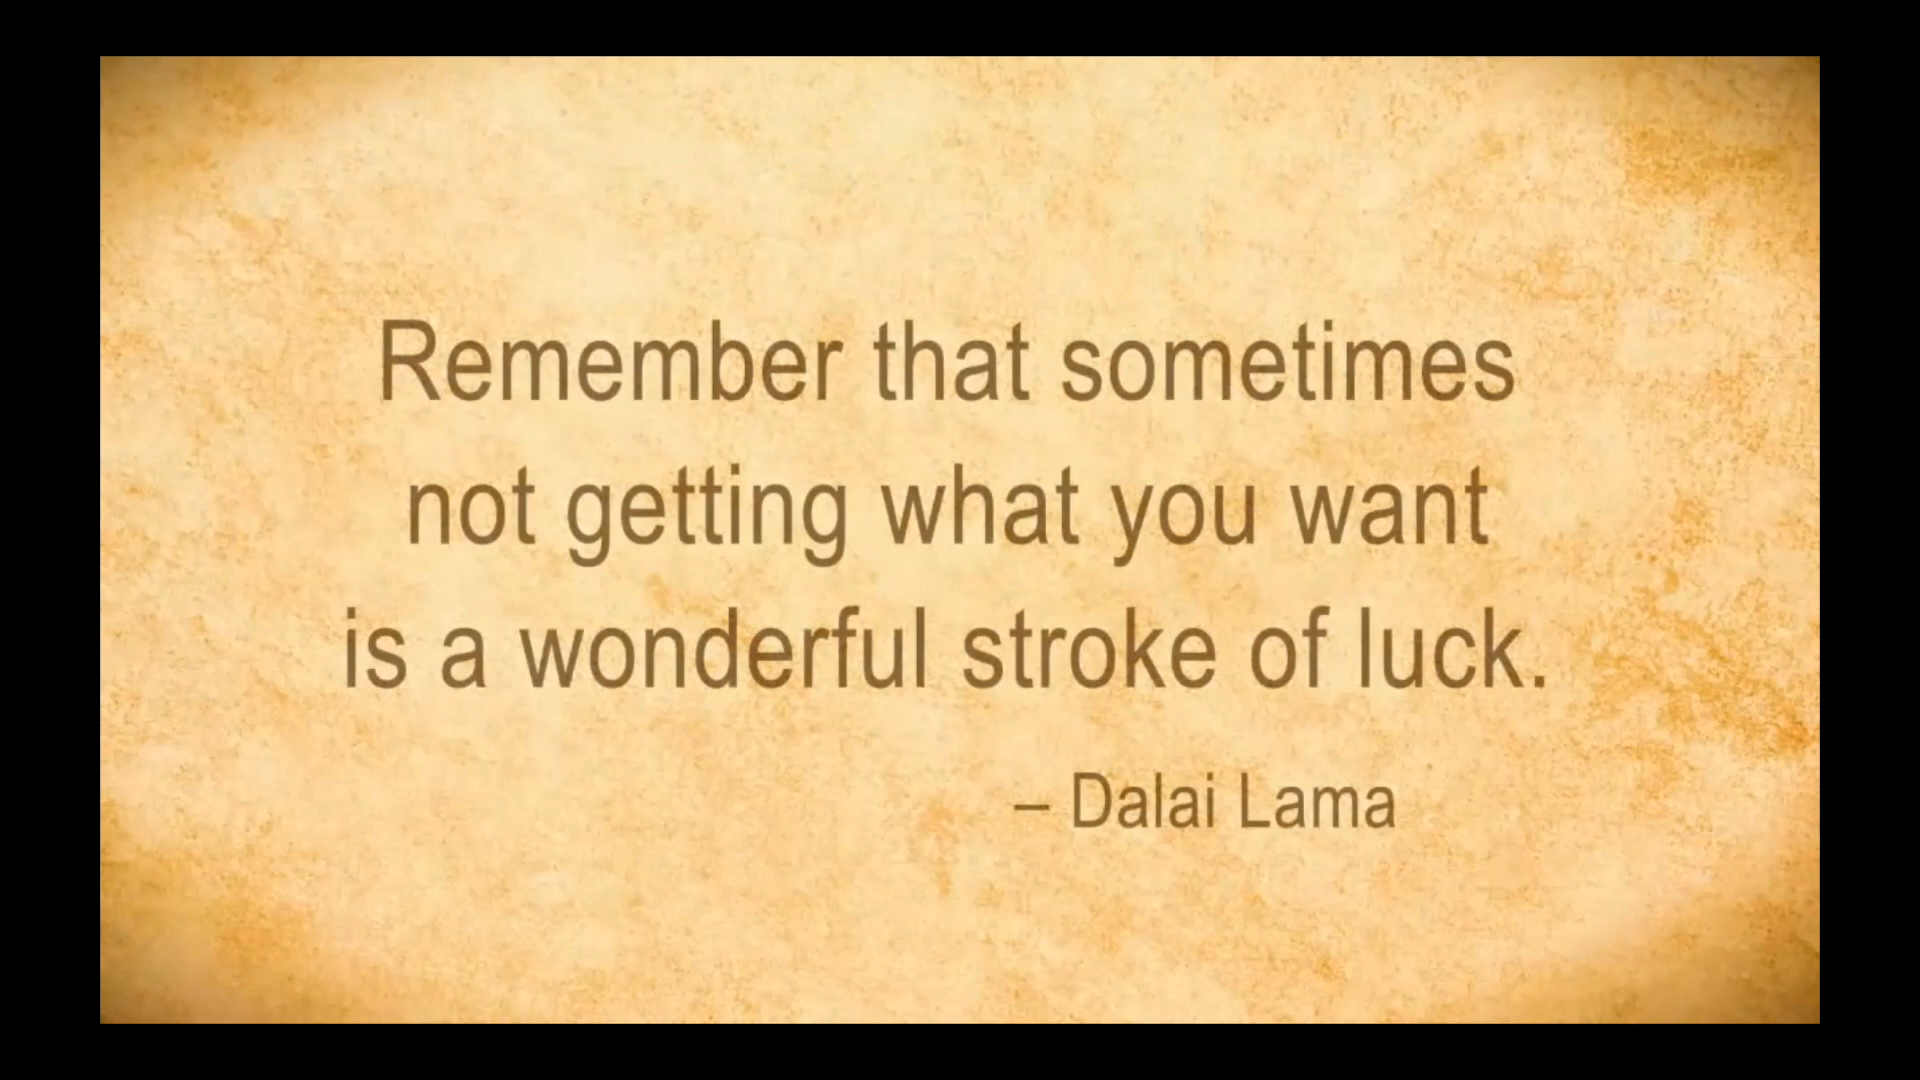 Remember that sometimes
not getting what you want
is a wonderful stroke of luck.
– Dalai Lama